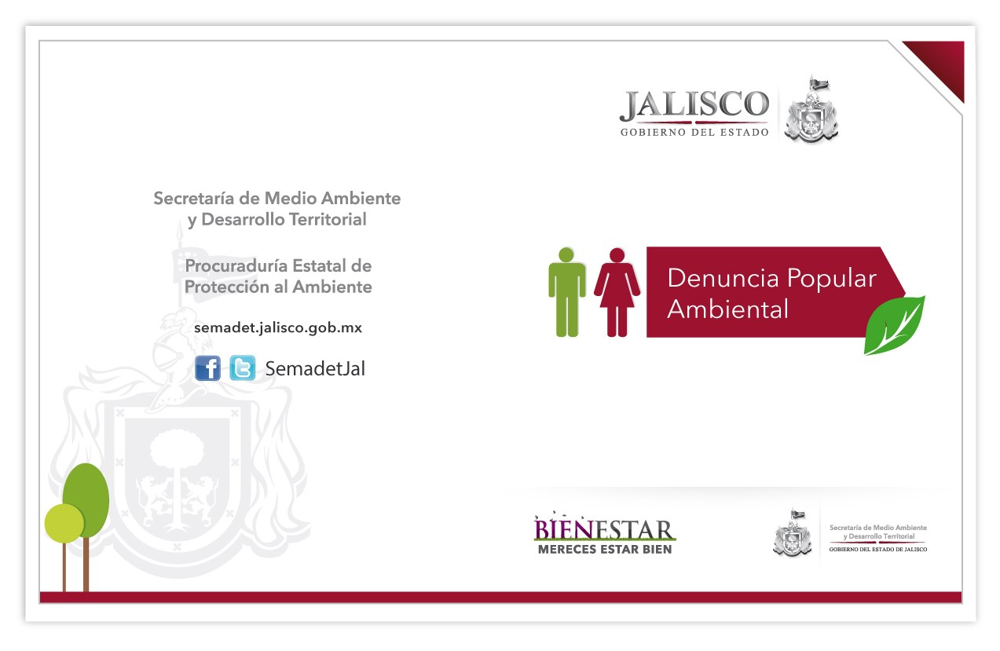 JALISCO
GOBIERNO DEL ESTADO
Secretaría de Medio Ambiente
y Desarrollo Territorial
Procuraduría Estatal de
Protección al Ambiente
semadet.jalisco.gob.mx
SemadetJal
Denuncia Popular
Ambiental
BIENESTAR
MERECES ESTAR BIEN
Secretaría de Medio Ambiente
y Desarrollo Territorial
GOBIERNO DEL ESTADO DE JALISCO